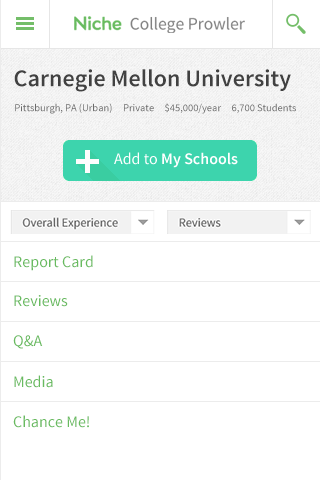 Niche College Prowler
Carnegie Mellon University
Pittsburgh, PA (Urban) Private $45,000/year 6,700 Students
Add to My Schools
Overall Experience Reviews
Report Card
Reviews
Q&A
Media
Chance Me!